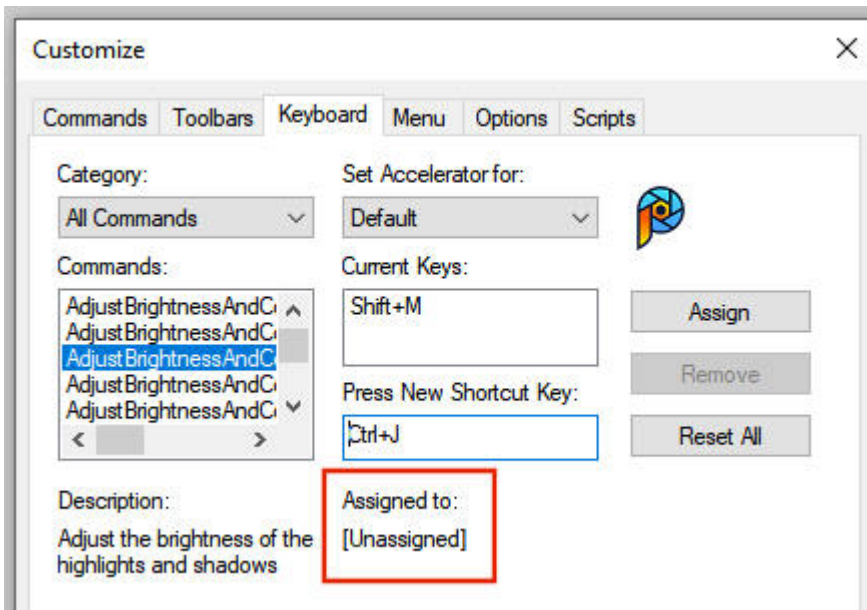 Customize
Commands Toolbars Keyboard Menu Options Scripts
Category:
All Commands
Set Accelerator for:
Default
Commands:
AdjustBrightnessAndC
AdjustBrightnessAndC
AdjustBrightnessAndC
AdjustBrightnessAndC
AdjustBrightnessAndC
Current Keys:
Shift+M
Press New Shortcut Key:
Ctrl+J
Assign
Remove
Reset All
Description:
Adjust the brightness of the
highlights and shadows
Assigned to:
[Unassigned]